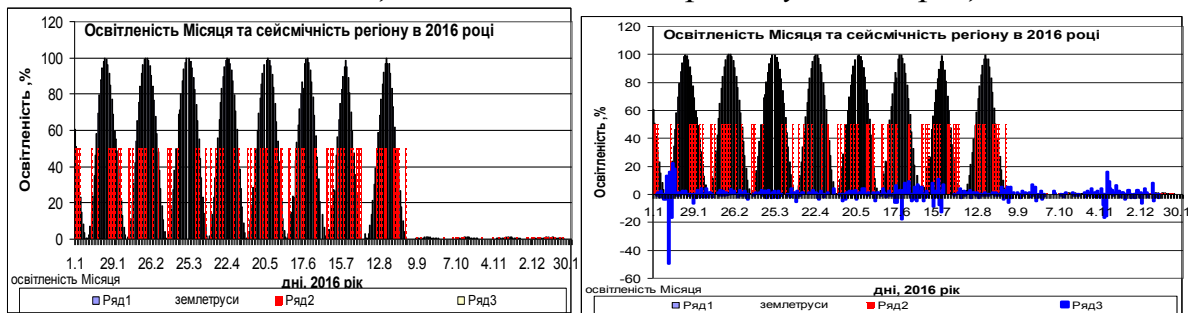 120
100
80
60
40
20
0
Освітленість Місяця та сейсмічність регіону в 2016 році
Освітленість ,%
1.1 29.1 26.2 25.3 22.4 20.5 17.6 15.7 12.8 9.9 7.10 4.11 2.12 30.1
дні, 2016 рік
освітленість Місяця
Ряд1 землетруси Ряд2 Ряд3
120
100
80
60
40
20
0
-20
-40
-60
Освітленість Місяця та сейсмічність регіону в 2016 році
Освітленість ,%
1.1 29.1 26.2 25.3 22.4 20.5 17.6 15.7 12.8 9.9 7.10 4.11 2.12 30.1
дні, 2016 рік
освітленість Місяця
Ряд1 землетруси Ряд2 Ряд3